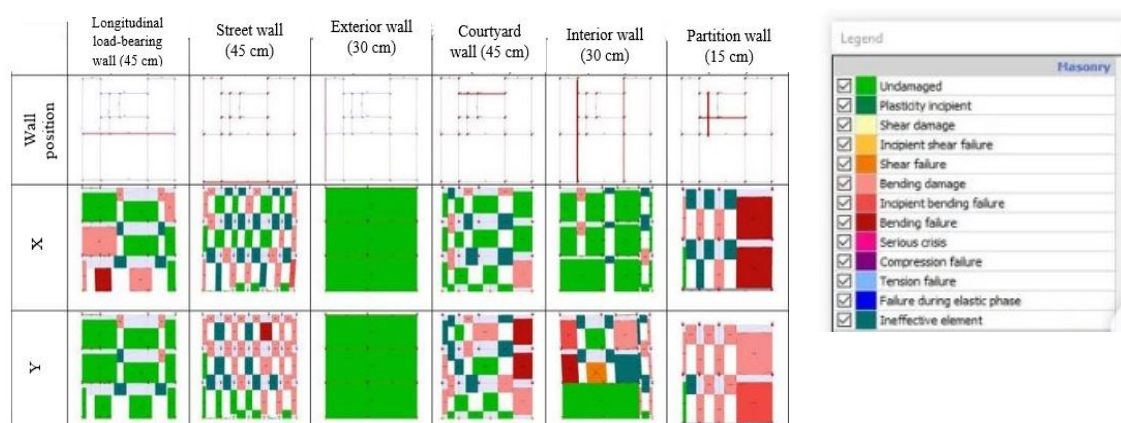 Longitudinal
load-bearing
wall (45 cm)
Street wall
(45 cm)
Exterior wall
(30 cm)
Courtyard
wall (45 cm)
Interior wall
(30 cm)
Partition wall
(15 cm)
Wall
position
X
Y
Legend
Masonry
Undamaged
Plasticity incipient
Shear damage
Incipient shear failure
Shear failure
Bending damage
Incipient bending failure
Bending failure
Serious crisis
Compression failure
Tension failure
Failure during elastic phase
Ineffective element